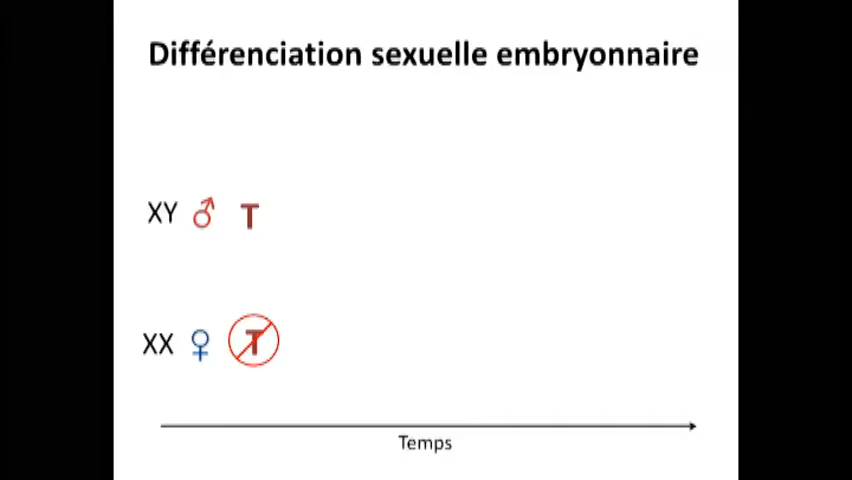 Différenciation sexuelle embryonnaire
XY ♂ T
XX ♀ T
Temps